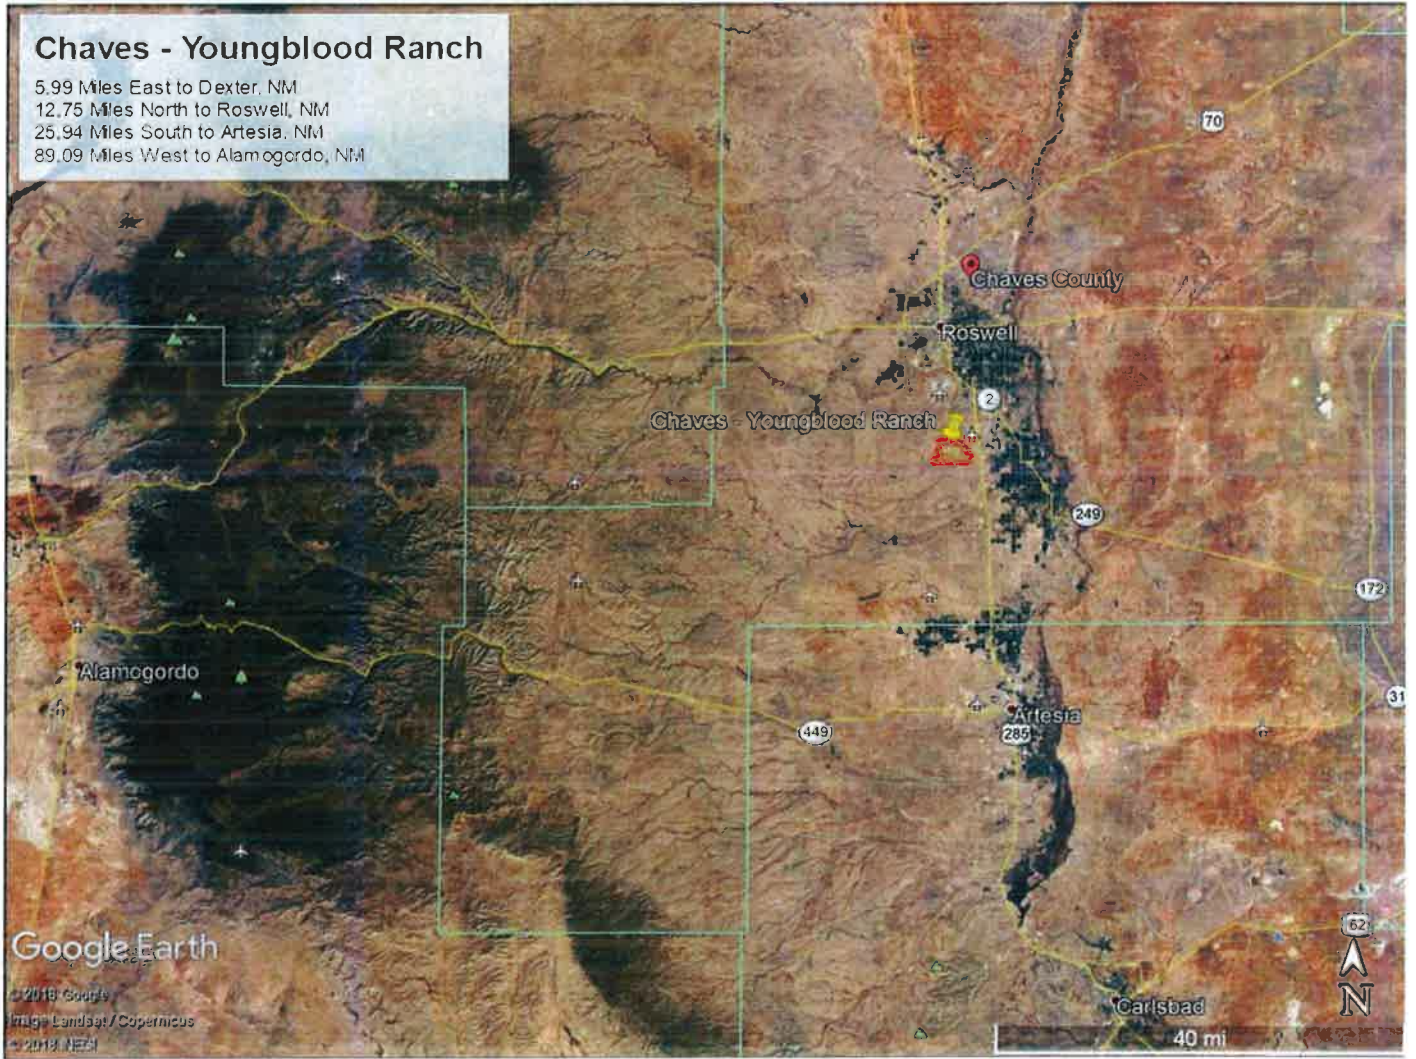 Chaves - Youngblood Ranch
5.99 Miles East to Dexter, NM
12.75 Miles North to Roswell, NM
25.94 Miles South to Artesia, NM
89.09 Miles West to Alamogordo, NM
70
Chaves County
Roswell
2
Chaves - Youngblood Ranch
249
172
Alamogordo
31
Artesia
449
285
62
Google Earth
N
© 2018 Google
Image Landsat / Copernicus
© 2018 INEGI
Carlsbad
40 mi